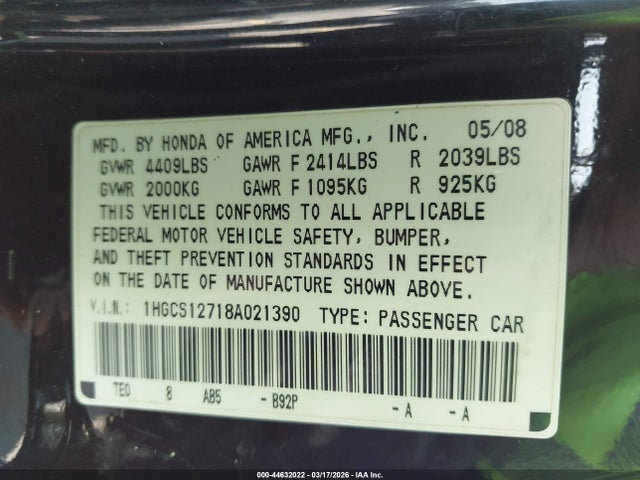 MFD. BY HONDA OF AMERICA MFG., INC. 05/08
GVWR 4409LBS GAWR F 2414LBS R 2039LBS
GVWR 2000KG GAWR F 1095KG R 925KG
THIS VEHICLE CONFORMS TO ALL APPLICABLE
FEDERAL MOTOR VEHICLE SAFETY, BUMPER,
AND THEFT PREVENTION STANDARDS IN EFFECT
ON THE DATE OF MANUFACTURE SHOWN ABOVE.
V.I.N.: 1HGCS12718A021390 TYPE: PASSENGER CAR
TE0 8 AB5 - B92P - A - A
000-44632022 — 03/17/2026 — IAA Inc.